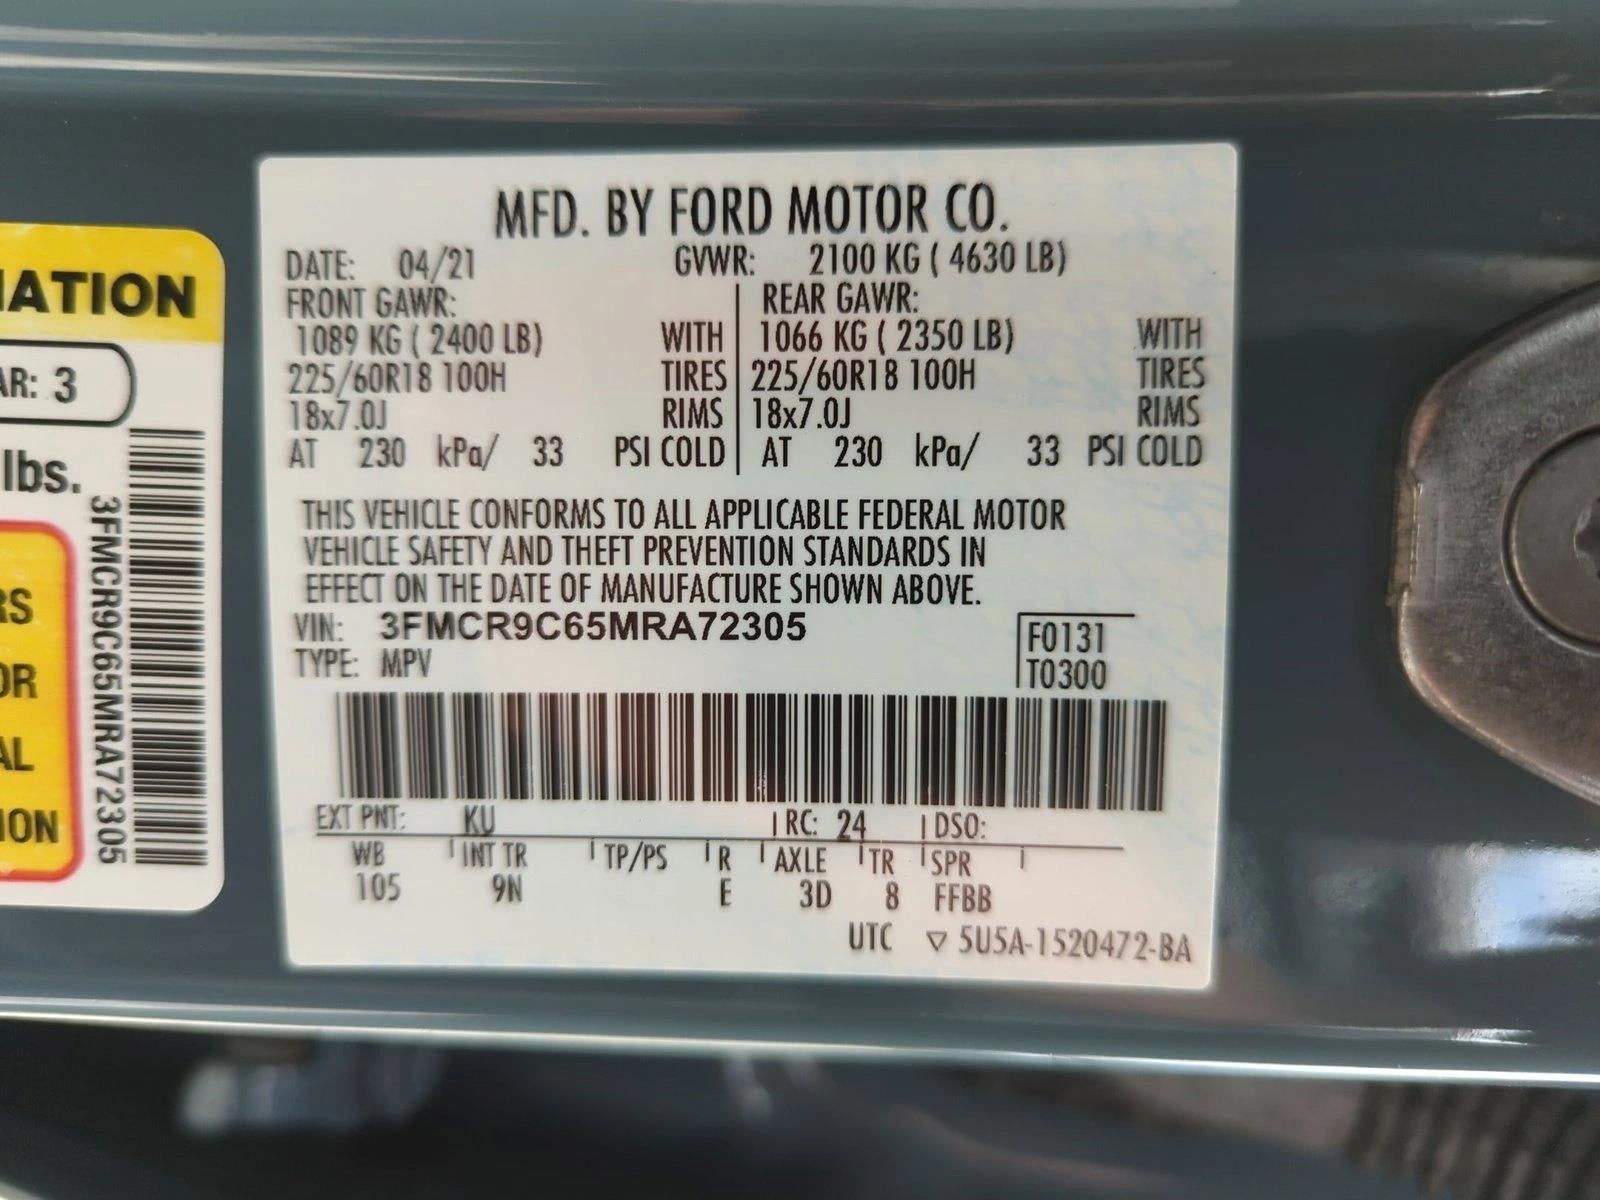 IATION
AR: 3
lbs.
RS
OR
AL
ION
3FMCR9C65MRA72305
MFD. BY FORD MOTOR CO.
DATE: 04/21 GVWR: 2100 KG ( 4630 LB)
FRONT GAWR: REAR GAWR:
1089 KG ( 2400 LB) WITH 1066 KG ( 2350 LB) WITH
225/60R18 100H TIRES 225/60R18 100H TIRES
18x7.0J RIMS 18x7.0J RIMS
AT 230 kPa/ 33 PSI COLD AT 230 kPa/ 33 PSI COLD
THIS VEHICLE CONFORMS TO ALL APPLICABLE FEDERAL MOTOR
VEHICLE SAFETY AND THEFT PREVENTION STANDARDS IN
EFFECT ON THE DATE OF MANUFACTURE SHOWN ABOVE.
VIN: 3FMCR9C65MRA72305 F0131
TYPE: MPV T0300
EXT PNT: KU RC: 24 DSO:
WB INT TR TP/PS R AXLE TR SPR
105 9N E 3D 8 FFBB
UTC ▽ 5U5A-1520472-BA